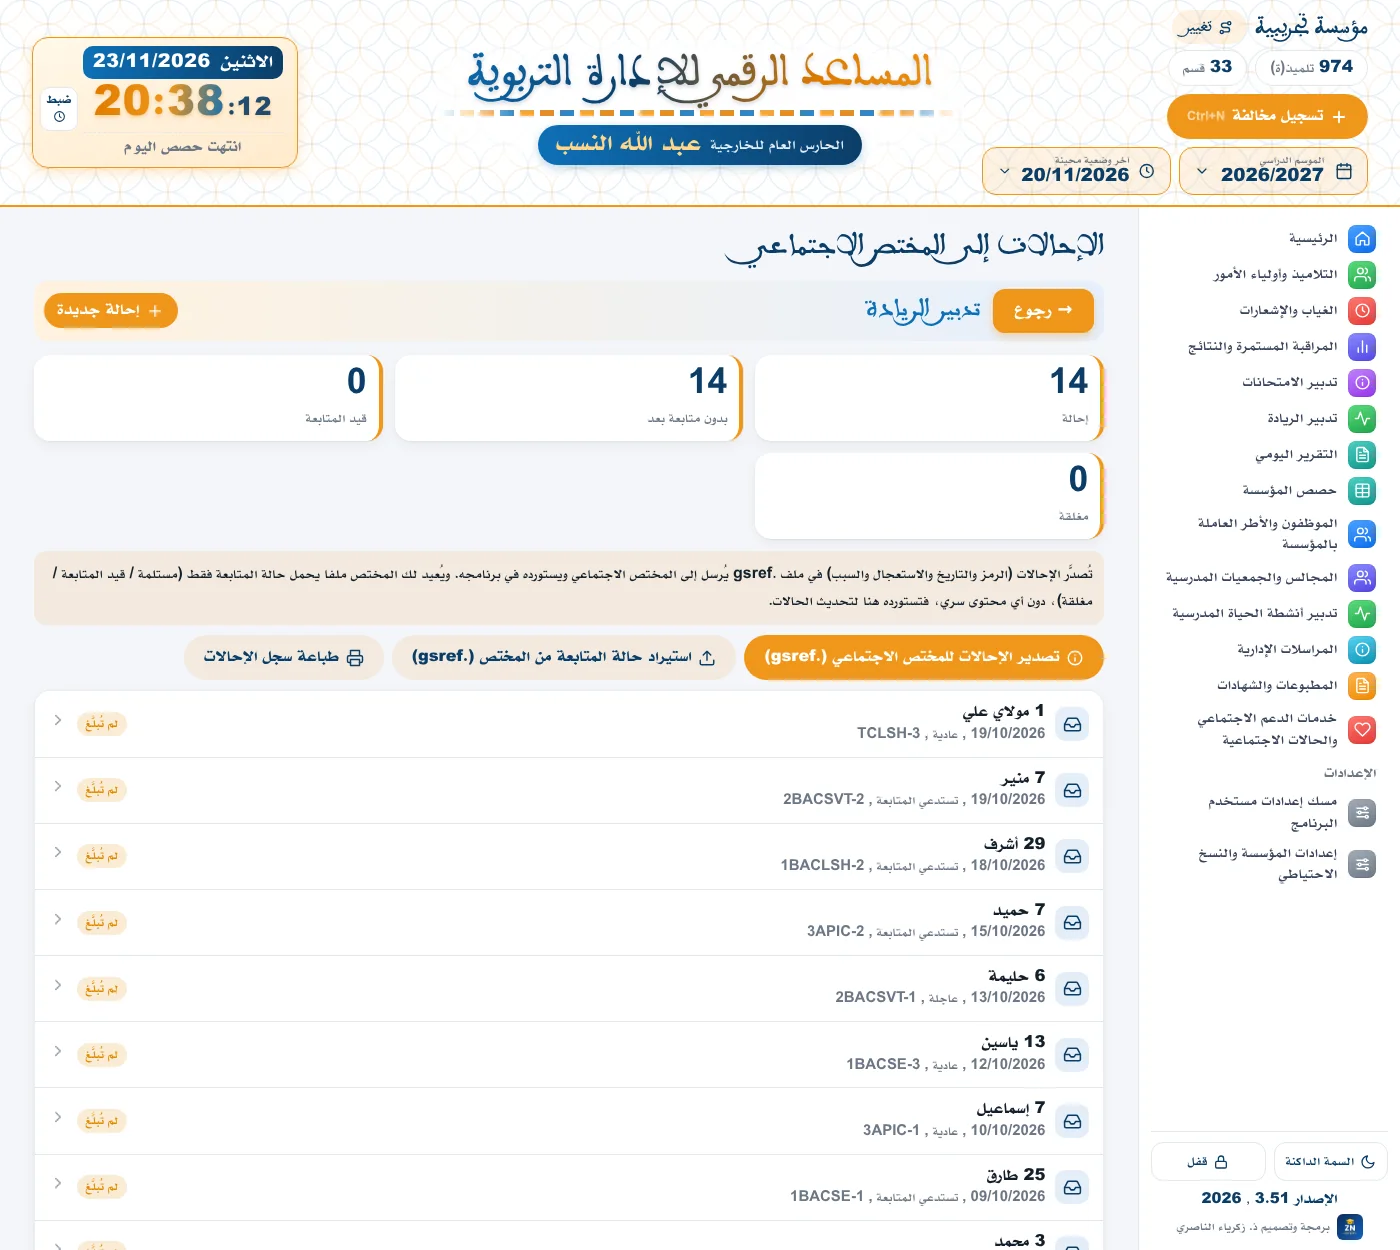 مؤسسة تجريبية
تغيير
974 تلميذ(ة)
33 قسم
+ تسجيل مخالفة Ctrl+N
الموسم الدراسي
2026/2027
آخر وضعية محينة
20/11/2026
المساعد الرقمي للإدارة التربوية
الحارس العام للخارجية عبد الله النسب
الاثنين 23/11/2026
20:38:12
ضبط
انتهت حصص اليوم
الرئيسية
التلاميذ وأولياء الأمور
الغياب والإشعارات
المراقبة المستمرة والنتائج
تدبير الامتحانات
تدبير الريادة
التقرير اليومي
حصص المؤسسة
الموظفون والأطر العاملة
بالمؤسسة
المجالس والجمعيات المدرسية
تدبير أنشطة الحياة المدرسية
المراسلات الإدارية
المطبوعات والشهادات
خدمات الدعم الاجتماعي
والحالات الاجتماعية
الإعدادات
مسك إعدادات مستخدم
البرنامج
إعدادات المؤسسة والنسخ
الاحتياطي
السمة الداكنة
قفل
الإصدار 3.51 , 2026
برمجة وتصميم ذ. زكرياء الناصري
ZN
الإحالات إلى المختص الاجتماعي
→ رجوع
تدبير الريادة
+ إحالة جديدة
14
إحالة
14
بدون متابعة بعد
0
قيد المتابعة
0
مغلقة
تُصدَّر الإحالات (الرمز والتاريخ والاستعجال والسبب) في ملف .gsref يُرسل إلى المختص الاجتماعي ويستورده في برنامجه. ويُعيد لك المختص ملفا يحمل حالة المتابعة فقط (مستلمة / قيد المتابعة /
مغلقة)، دون أي محتوى سري، فتستورده هنا لتحديث الحالات.
تصدير الإحالات للمختص الاجتماعي (.gsref)
استيراد حالة المتابعة من المختص (.gsref)
طباعة سجل الإحالات
1 مولاي علي
19/10/2026 , عادية , TCLSH-3
لم تُبلَّغ
7 منير
19/10/2026 , تستدعي المتابعة , 2BACSVT-2
لم تُبلَّغ
29 أشرف
18/10/2026 , تستدعي المتابعة , 1BACLSH-2
لم تُبلَّغ
7 حميد
15/10/2026 , تستدعي المتابعة , 3APIC-2
لم تُبلَّغ
6 حليمة
13/10/2026 , عاجلة , 2BACSVT-1
لم تُبلَّغ
13 ياسين
12/10/2026 , عادية , 1BACSE-3
لم تُبلَّغ
7 إسماعيل
10/10/2026 , عادية , 3APIC-1
لم تُبلَّغ
25 طارق
09/10/2026 , تستدعي المتابعة , 1BACSE-1
لم تُبلَّغ
3 محمد